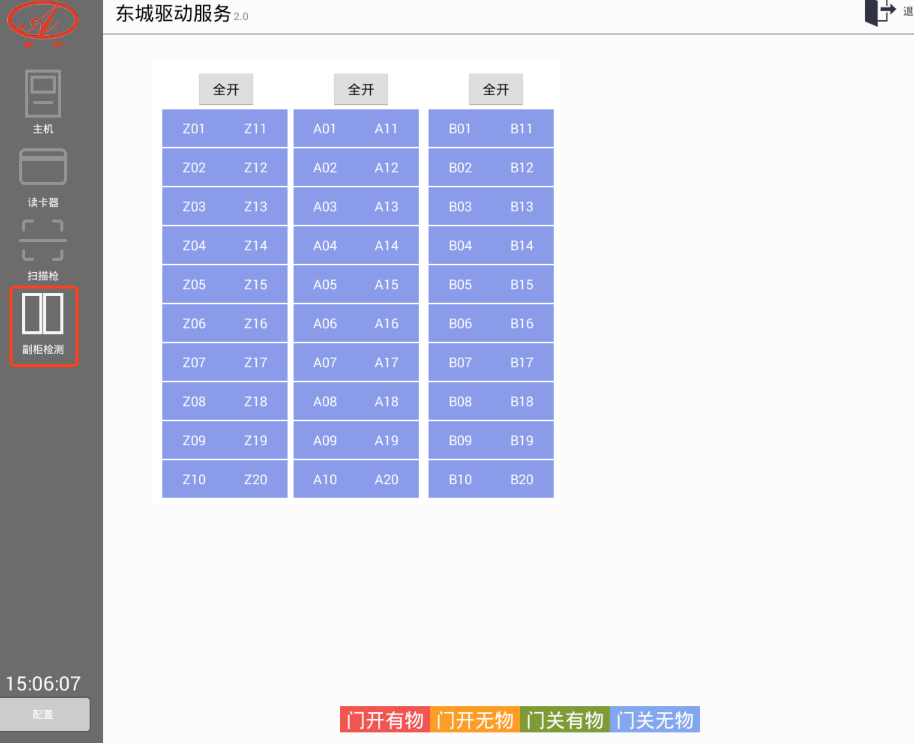 东城驱动服务2.0
退
主机
读卡器
扫描枪
副柜检测
全开 全开 全开
Z01 Z11 A01 A11 B01 B11
Z02 Z12 A02 A12 B02 B12
Z03 Z13 A03 A13 B03 B13
Z04 Z14 A04 A14 B04 B14
Z05 Z15 A05 A15 B05 B15
Z06 Z16 A06 A16 B06 B16
Z07 Z17 A07 A17 B07 B17
Z08 Z18 A08 A18 B08 B18
Z09 Z19 A09 A19 B09 B19
Z10 Z20 A10 A20 B10 B20
15:06:07
配置
门开有物 门开无物 门关有物 门关无物